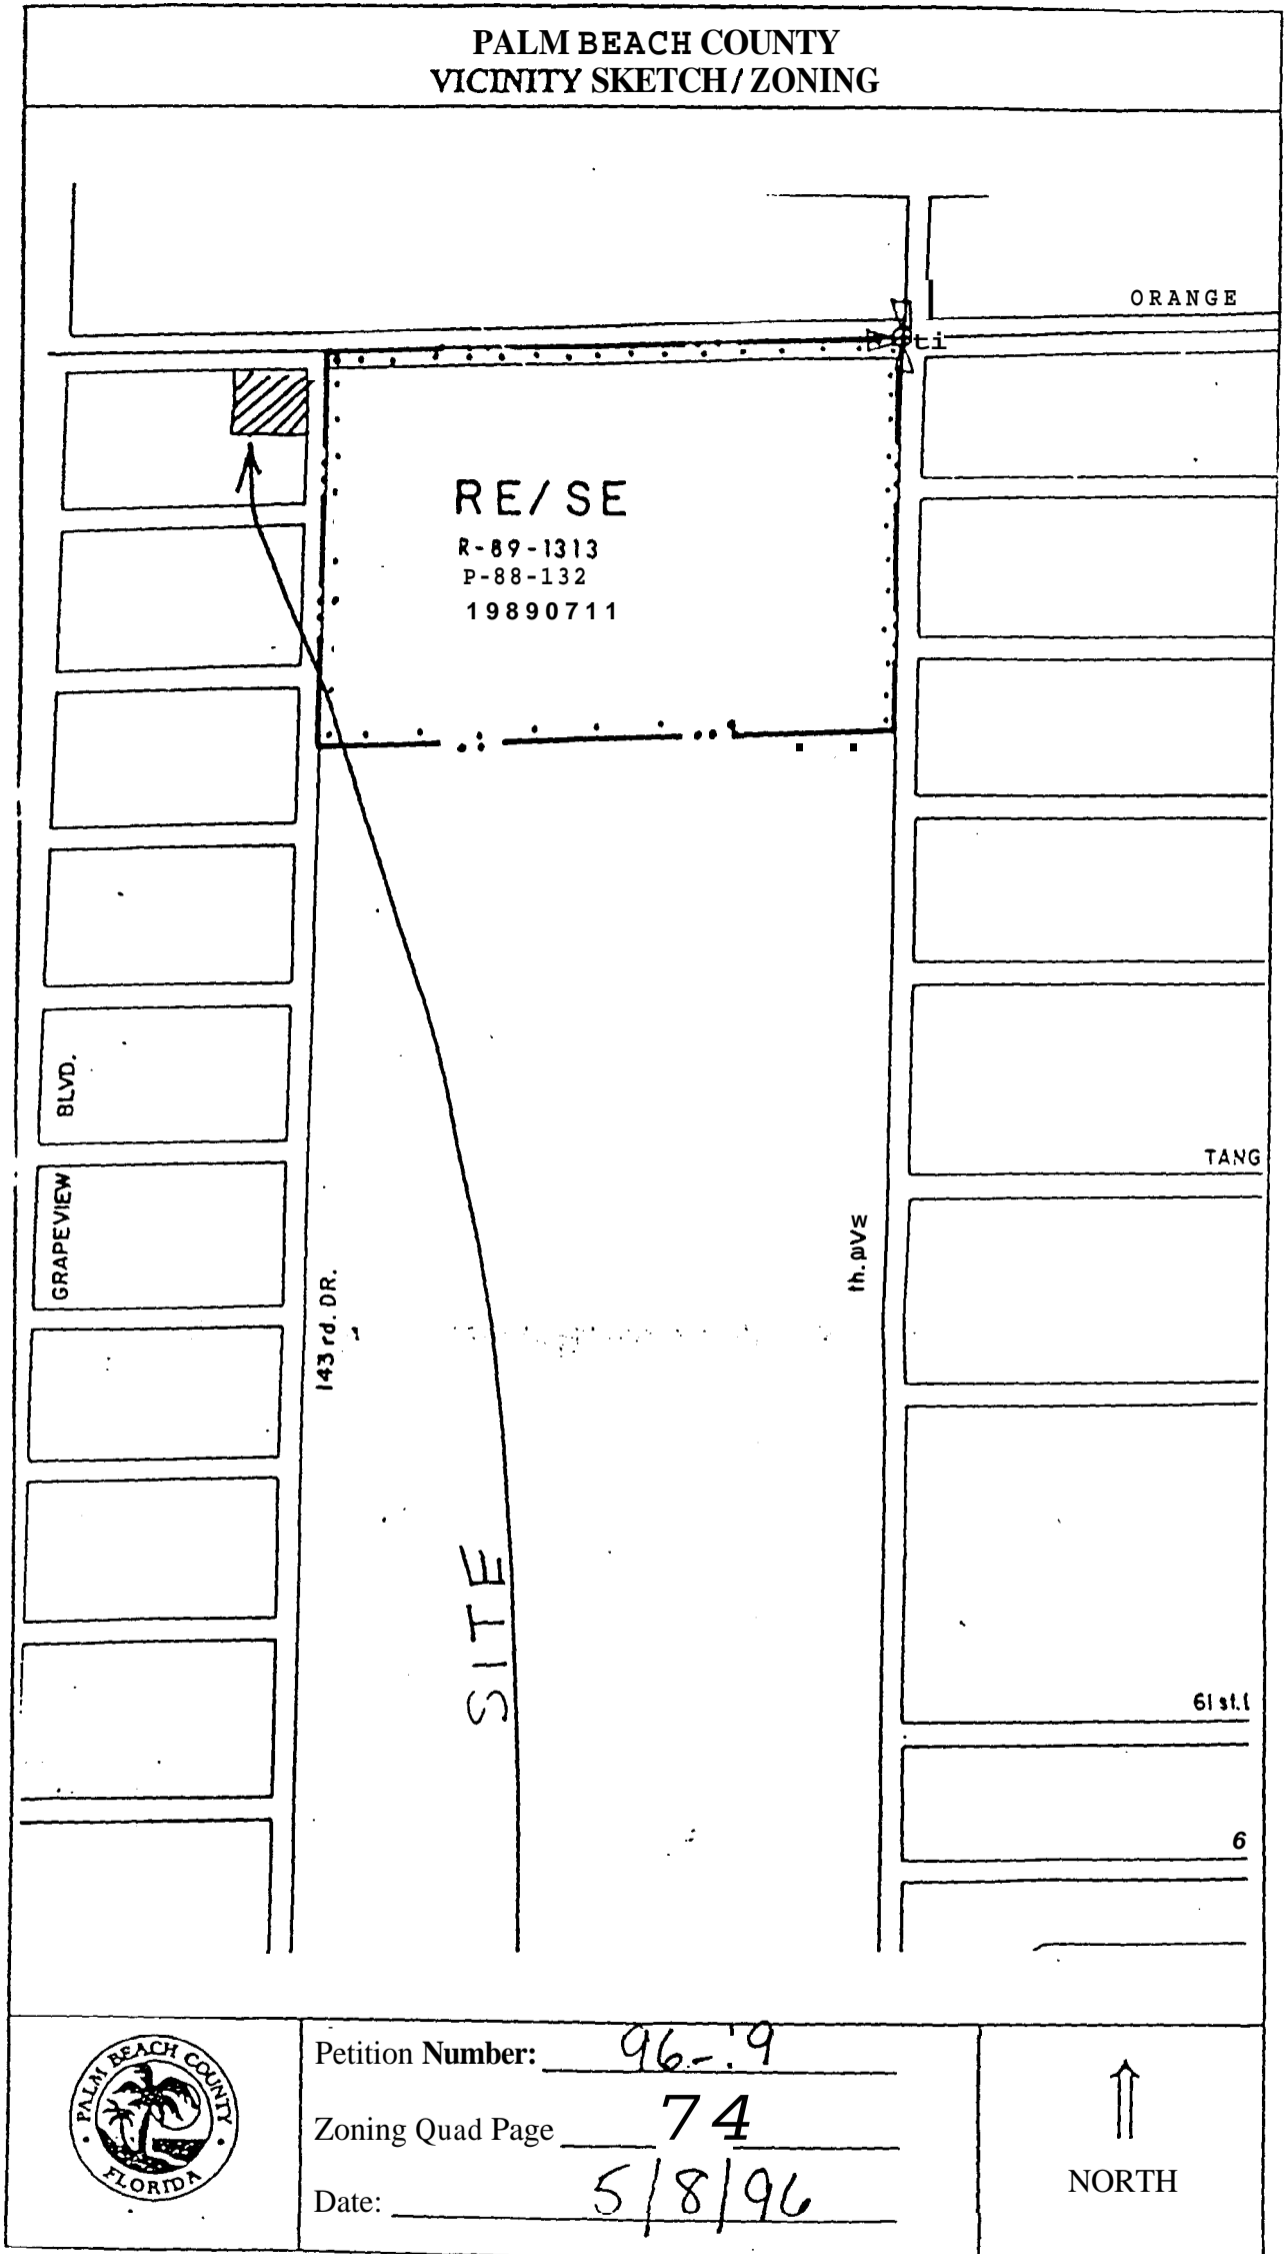 PALM BEACH COUNTY
VICINITY SKETCH / ZONING
ORANGE
ti
RE/SE
R-89-1313
P-88-132
19890711
BLVD.
GRAPEVIEW
TANG
143 rd. DR.
th.
SITE
61 st.
6
PALM BEACH COUNTY
FLORIDA
Petition Number: 96-
Zoning Quad Page 74
Date: 5/8/96
NORTH